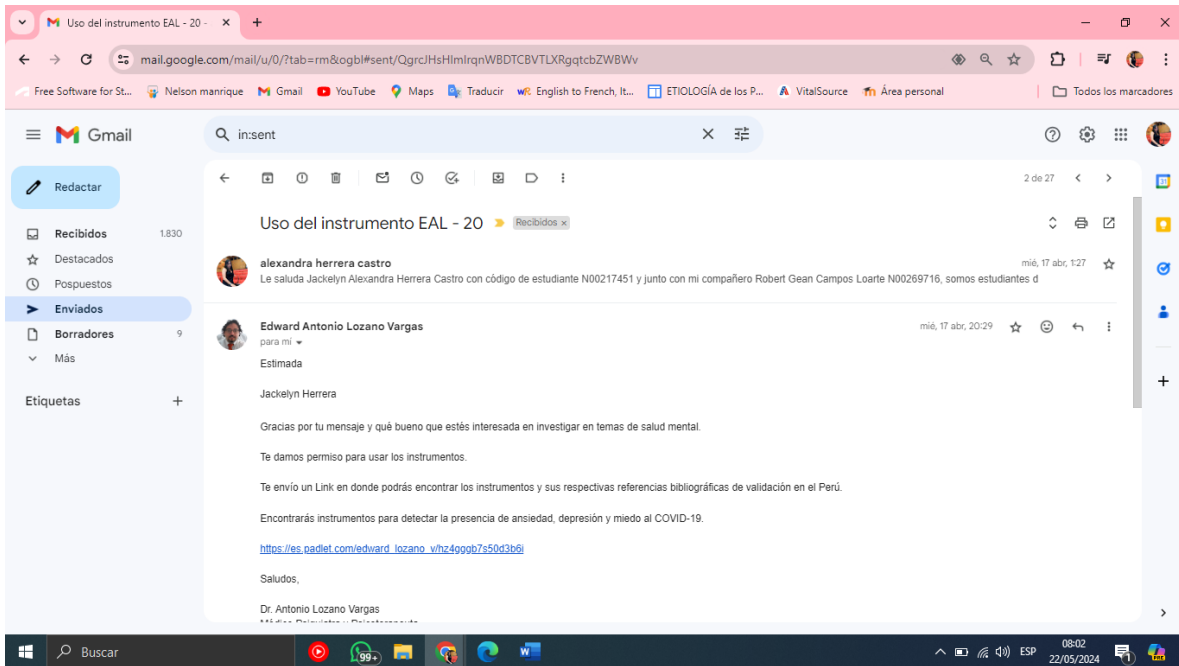 Uso del instrumento EAL - 20 -
mail.google.com/mail/u/0/?tab=rm&ogbl#sent/QgrcJHsHlmlrqnWBDTCBVTLXRgqtcbZWBWv
Free Software for St... Nelson manrique Gmail YouTube Maps Traducir English to French, It... ETIOLOGÍA de los P... VitalSource Área personal Todos los marcadores
Gmail
in:sent
Redactar
2 de 27
Uso del instrumento EAL - 20 Recibidos ×
Recibidos 1.830
Destacados
Pospuestos
Enviados
Borradores 9
Más
Etiquetas
alexandra herrera castro mié, 17 abr, 1:27
Le saluda Jackelyn Alexandra Herrera Castro con código de estudiante N00217451 y junto con mi compañero Robert Gean Campos Loarte N00269716, somos estudiantes d
Edward Antonio Lozano Vargas mié, 17 abr, 20:29
para mí
Estimada
Jackelyn Herrera
Gracias por tu mensaje y qué bueno que estés interesada en investigar en temas de salud mental.
Te damos permiso para usar los instrumentos.
Te envío un Link en donde podrás encontrar los instrumentos y sus respectivas referencias bibliográficas de validación en el Perú.
Encontrarás instrumentos para detectar la presencia de ansiedad, depresión y miedo al COVID-19.
https://es.padlet.com/edward_lozano_v/hz4gggb7s50d3b6i
Saludos,
Dr. Antonio Lozano Vargas
Médico Psiquiatra y Psicoterapeuta
Buscar
99+
ESP
08:02
22/05/2024